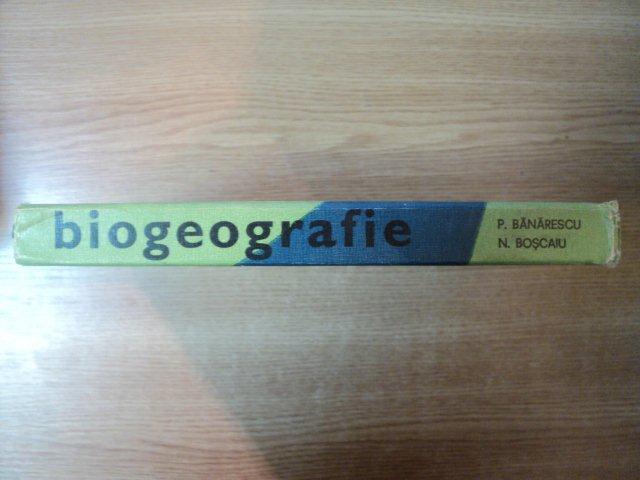 biogeografie
P. BĂNĂRESCU
N. BOŞCAIU